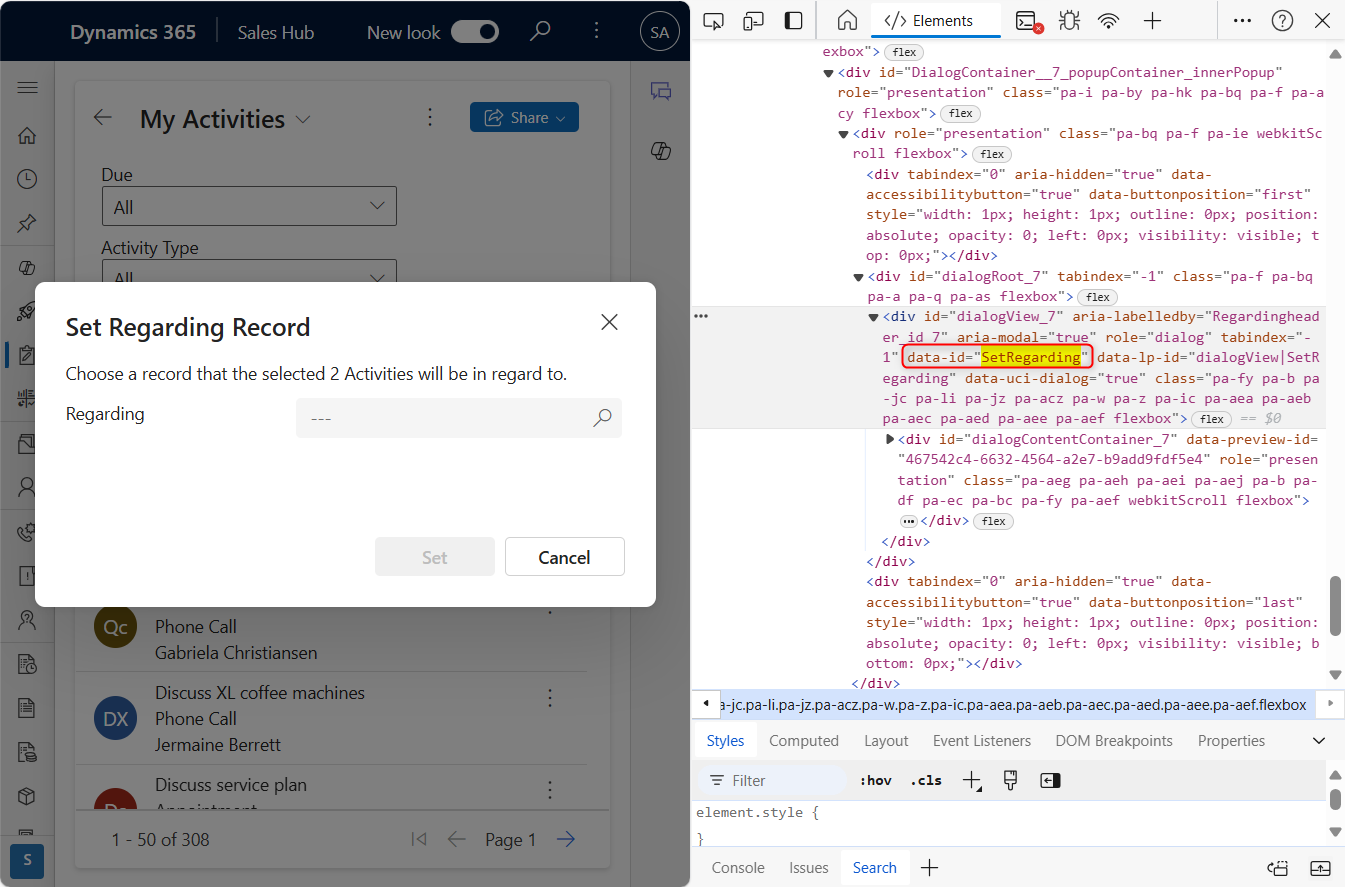 Dynamics 365
Sales Hub
New look
SA
My Activities
Share
Due
All
Activity Type
All
Set Regarding Record
Choose a record that the selected 2 Activities will be in regard to.
Regarding
---
Set
Cancel
Qc
Phone Call
Gabriela Christiansen
DX
Discuss XL coffee machines
Phone Call
Jermaine Berrett
Discuss service plan
Appointment
S
1 - 50 of 308
Page 1
Elements
exbox"> flex
<div id="DialogContainer__7_popupContainer_innerPopup"
role="presentation" class="pa-i pa-by pa-hk pa-bq pa-f pa-a
cy flexbox"> flex
<div role="presentation" class="pa-bq pa-f pa-ie webkitSc
roll flexbox"> flex
<div tabindex="0" aria-hidden="true" data-
accessibilitybutton="true" data-buttonposition="first"
style="width: 1px; height: 1px; outline: 0px; position:
absolute; opacity: 0; left: 0px; visibility: visible; t
op: 0px;"></div>
<div id="dialogRoot_7" tabindex="-1" class="pa-f pa-bq
pa-a pa-q pa-as flexbox"> flex
<div id="dialogView_7" aria-labelledby="Regardinghead
er_id_7" aria-modal="true" role="dialog" tabindex="-
1" data-id="SetRegarding" data-lp-id="dialogView|SetR
egarding" data-uci-dialog="true" class="pa-fy pa-b pa
-jc pa-li pa-jz pa-acz pa-w pa-z pa-ic pa-aea pa-aeb
pa-aec pa-aed pa-aee pa-aef flexbox"> flex == $0
<div id="dialogContentContainer_7" data-preview-id=
"467542c4-6632-4564-a2e7-b9add9fdf5e4" role="presen
tation" class="pa-aeg pa-aeh pa-aei pa-aej pa-b pa-
df pa-ec pa-bc pa-fy pa-aef webkitScroll flexbox">
</div> flex
</div>
</div>
<div tabindex="0" aria-hidden="true" data-
accessibilitybutton="true" data-buttonposition="last"
style="width: 1px; height: 1px; outline: 0px; position:
absolute; opacity: 0; left: 0px; visibility: visible; b
ottom: 0px;"></div>
</div>
a-jc.pa-li.pa-jz.pa-acz.pa-w.pa-z.pa-ic.pa-aea.pa-aeb.pa-aec.pa-aed.pa-aee.pa-aef.flexbox
Styles
Computed
Layout
Event Listeners
DOM Breakpoints
Properties
Filter
:hov
.cls
element.style {
}
Console
Issues
Search